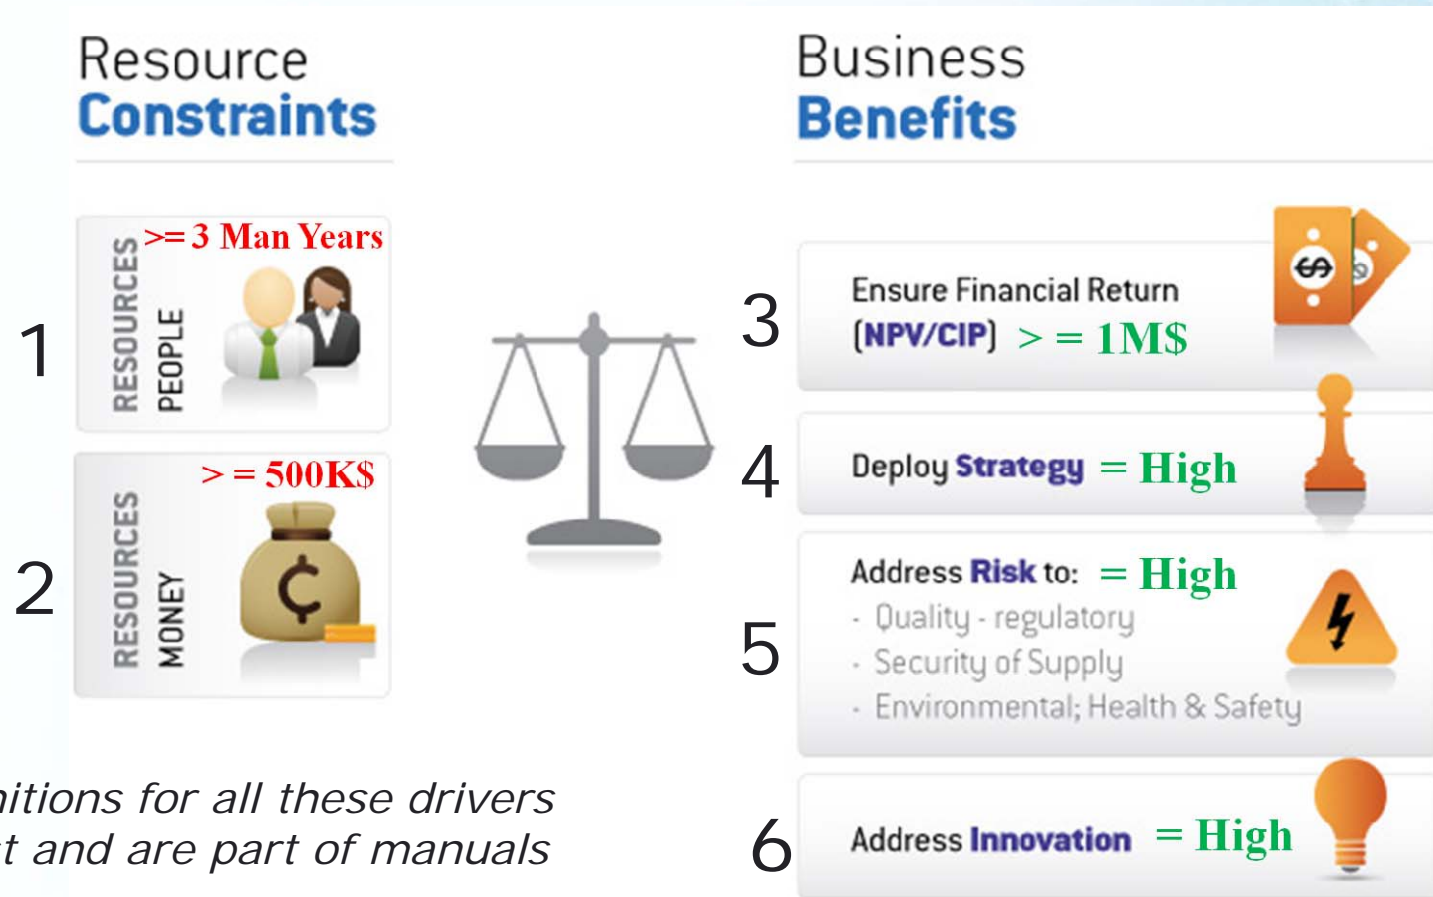 Resource
Constraints
1
>= 3 Man Years
RESOURCES
PEOPLE
2
> = 500K$
RESOURCES
MONEY
¢
nitions for all these drivers
st and are part of manuals
Business
Benefits
3
Ensure Financial Return
(NPV/CIP) > = 1M$
$
4
Deploy Strategy = High
5
Address Risk to: = High
- Quality - regulatory
- Security of Supply
- Environmental; Health & Safety
6
Address Innovation = High